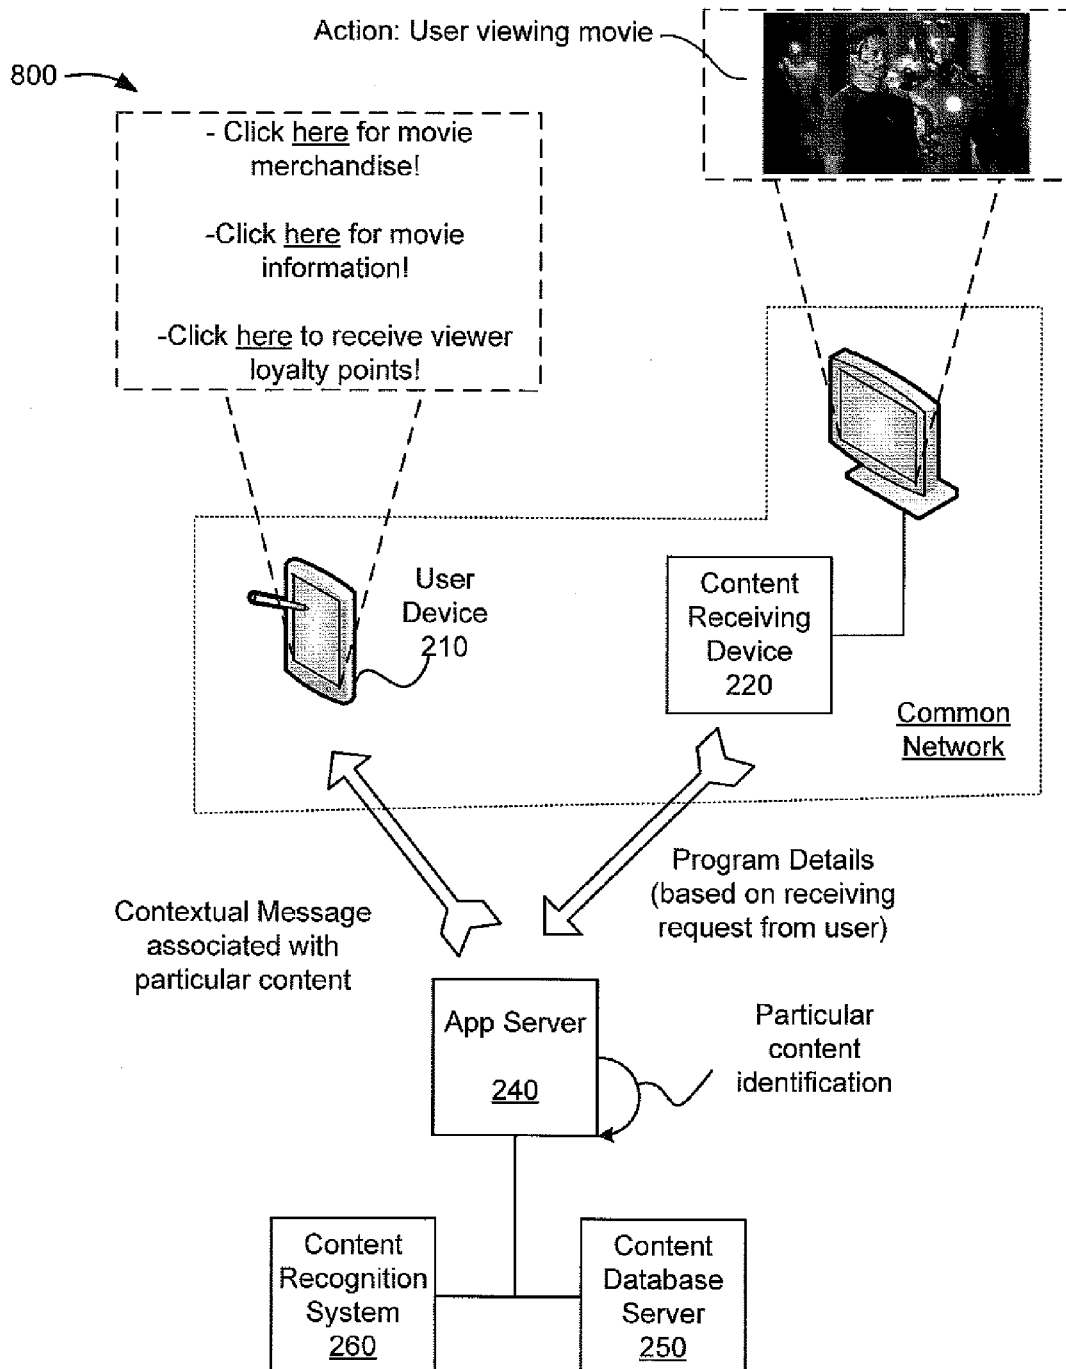 Action: User viewing movie
800
- Click here for movie
merchandise!
-Click here for movie
information!
-Click here to receive viewer
loyalty points!
User
Device
210
Content
Receiving
Device
220
Common
Network
Program Details
(based on receiving
request from user)
Contextual Message
associated with
particular content
App Server
240
Particular
content
identification
Content
Recognition
System
260
Content
Database
Server
250